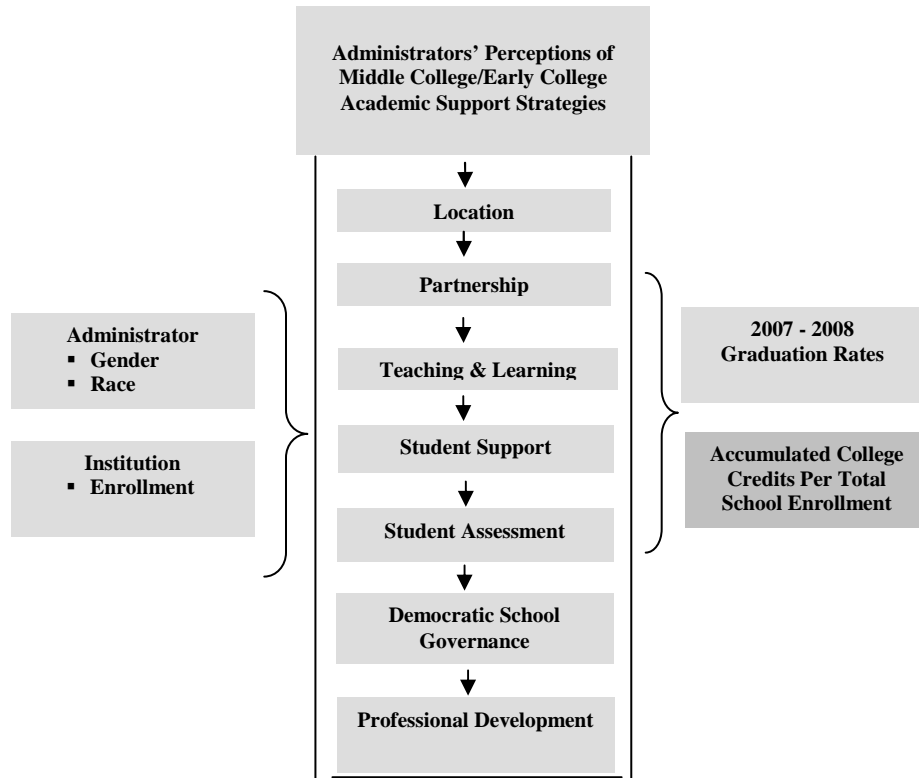 Administrators’ Perceptions of
Middle College/Early College
Academic Support Strategies
Location
Partnership
Administrator
▪ Gender
▪ Race
2007 - 2008
Graduation Rates
Teaching & Learning
Student Support
Institution
▪ Enrollment
Accumulated College
Credits Per Total
School Enrollment
Student Assessment
Democratic School
Governance
Professional Development